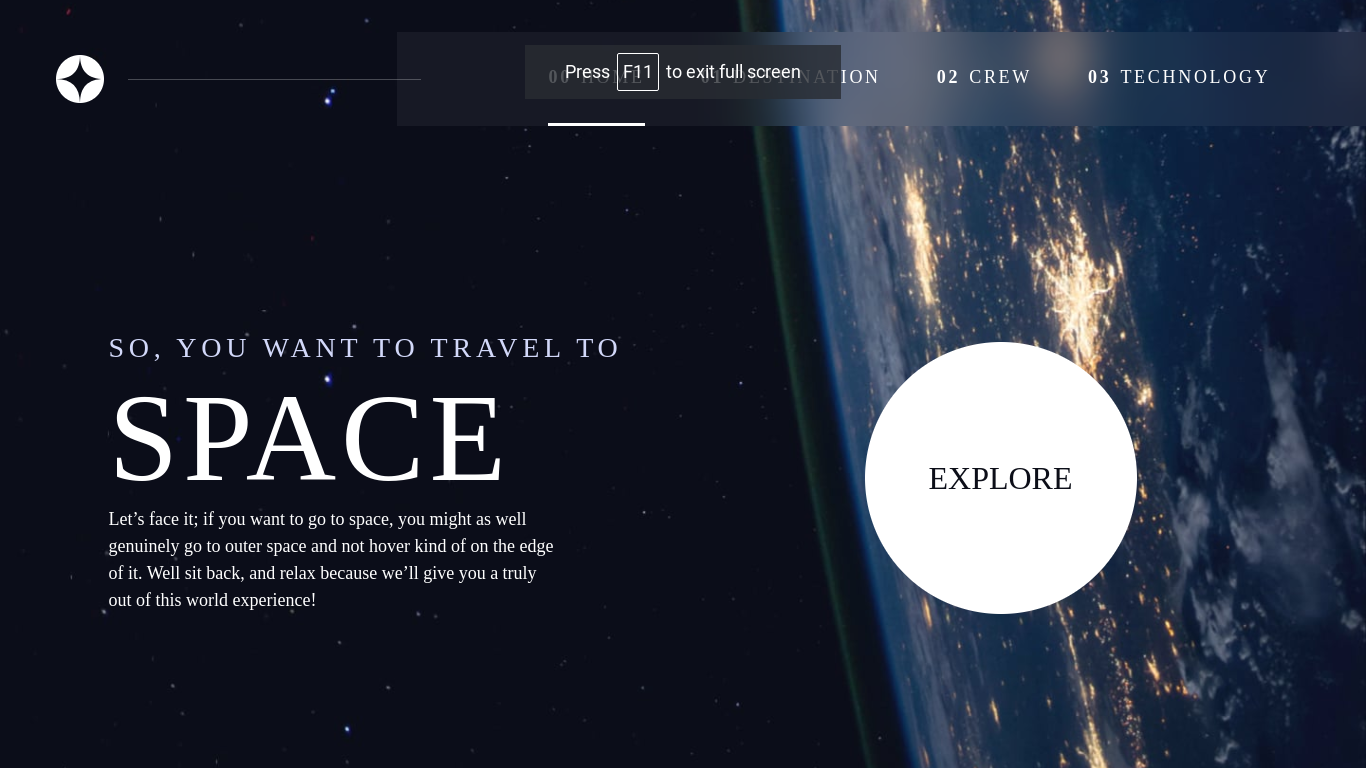 00 HOME
01 DESTINATION
02 CREW
03 TECHNOLOGY
Press F11 to exit full screen
SO, YOU WANT TO TRAVEL TO
SPACE
Let’s face it; if you want to go to space, you might as well
genuinely go to outer space and not hover kind of on the edge
of it. Well sit back, and relax because we’ll give you a truly
out of this world experience!
EXPLORE